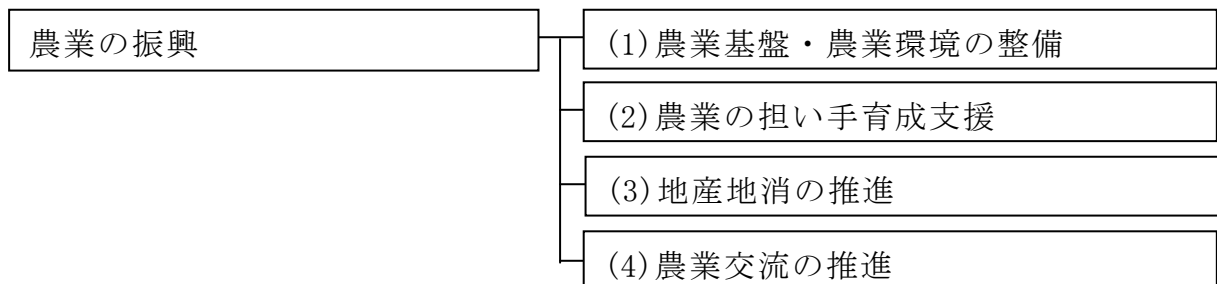 農業の振興
(1)農業基盤・農業環境の整備
(2)農業の担い手育成支援
(3)地産地消の推進
(4)農業交流の推進